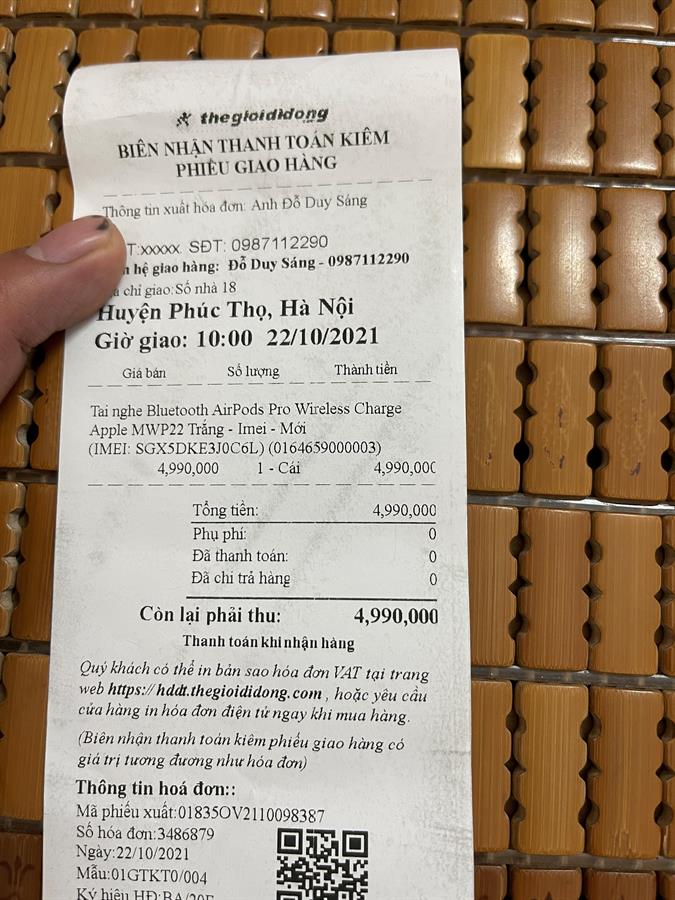 thegioididong
BIÊN NHẬN THANH TOÁN KIÊM
PHIẾU GIAO HÀNG
Thông tin xuất hóa đơn: Anh Đỗ Duy Sáng
T:xxxxx SĐT: 0987112290
hệ giao hàng: Đỗ Duy Sáng - 0987112290
chỉ giao:Số nhà 18
Huyện Phúc Thọ, Hà Nội
Giờ giao: 10:00 22/10/2021
Giá bán Số lượng Thành tiền
Tai nghe Bluetooth AirPods Pro Wireless Charge
Apple MWP22 Trắng - Imei - Mới
(IMEI: SGX5DKE3J0C6L) (0164659000003)
4,990,000 1 - Cái 4,990,000
Tổng tiền: 4,990,000
Phụ phí: 0
Đã thanh toán: 0
Đã chi trả hàng 0
Còn lại phải thu: 4,990,000
Thanh toán khi nhận hàng
Quý khách có thể in bản sao hóa đơn VAT tại trang
web https://hddt.thegioididong.com , hoặc yêu cầu
cửa hàng in hóa đơn điện tử ngay khi mua hàng.
(Biên nhận thanh toán kiêm phiếu giao hàng có
giá trị tương đương như hóa đơn)
Thông tin hoá đơn::
Mã phiếu xuất:01835OV2110098387
Số hóa đơn:3486879
Ngày:22/10/2021
Mẫu:01GTKT0/004
Ký hiệu HĐ:BA/20E